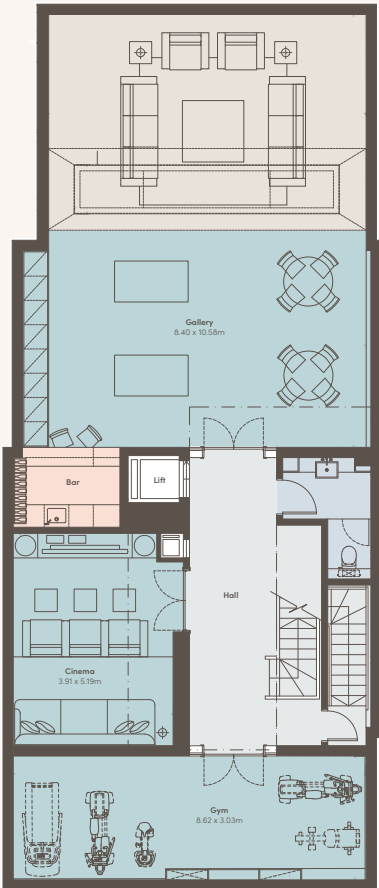 Gallery
8.40 x 10.58m
Bar
Lift
Hall
Cinema
3.91 x 5.19m
Gym
8.62 x 3.03m